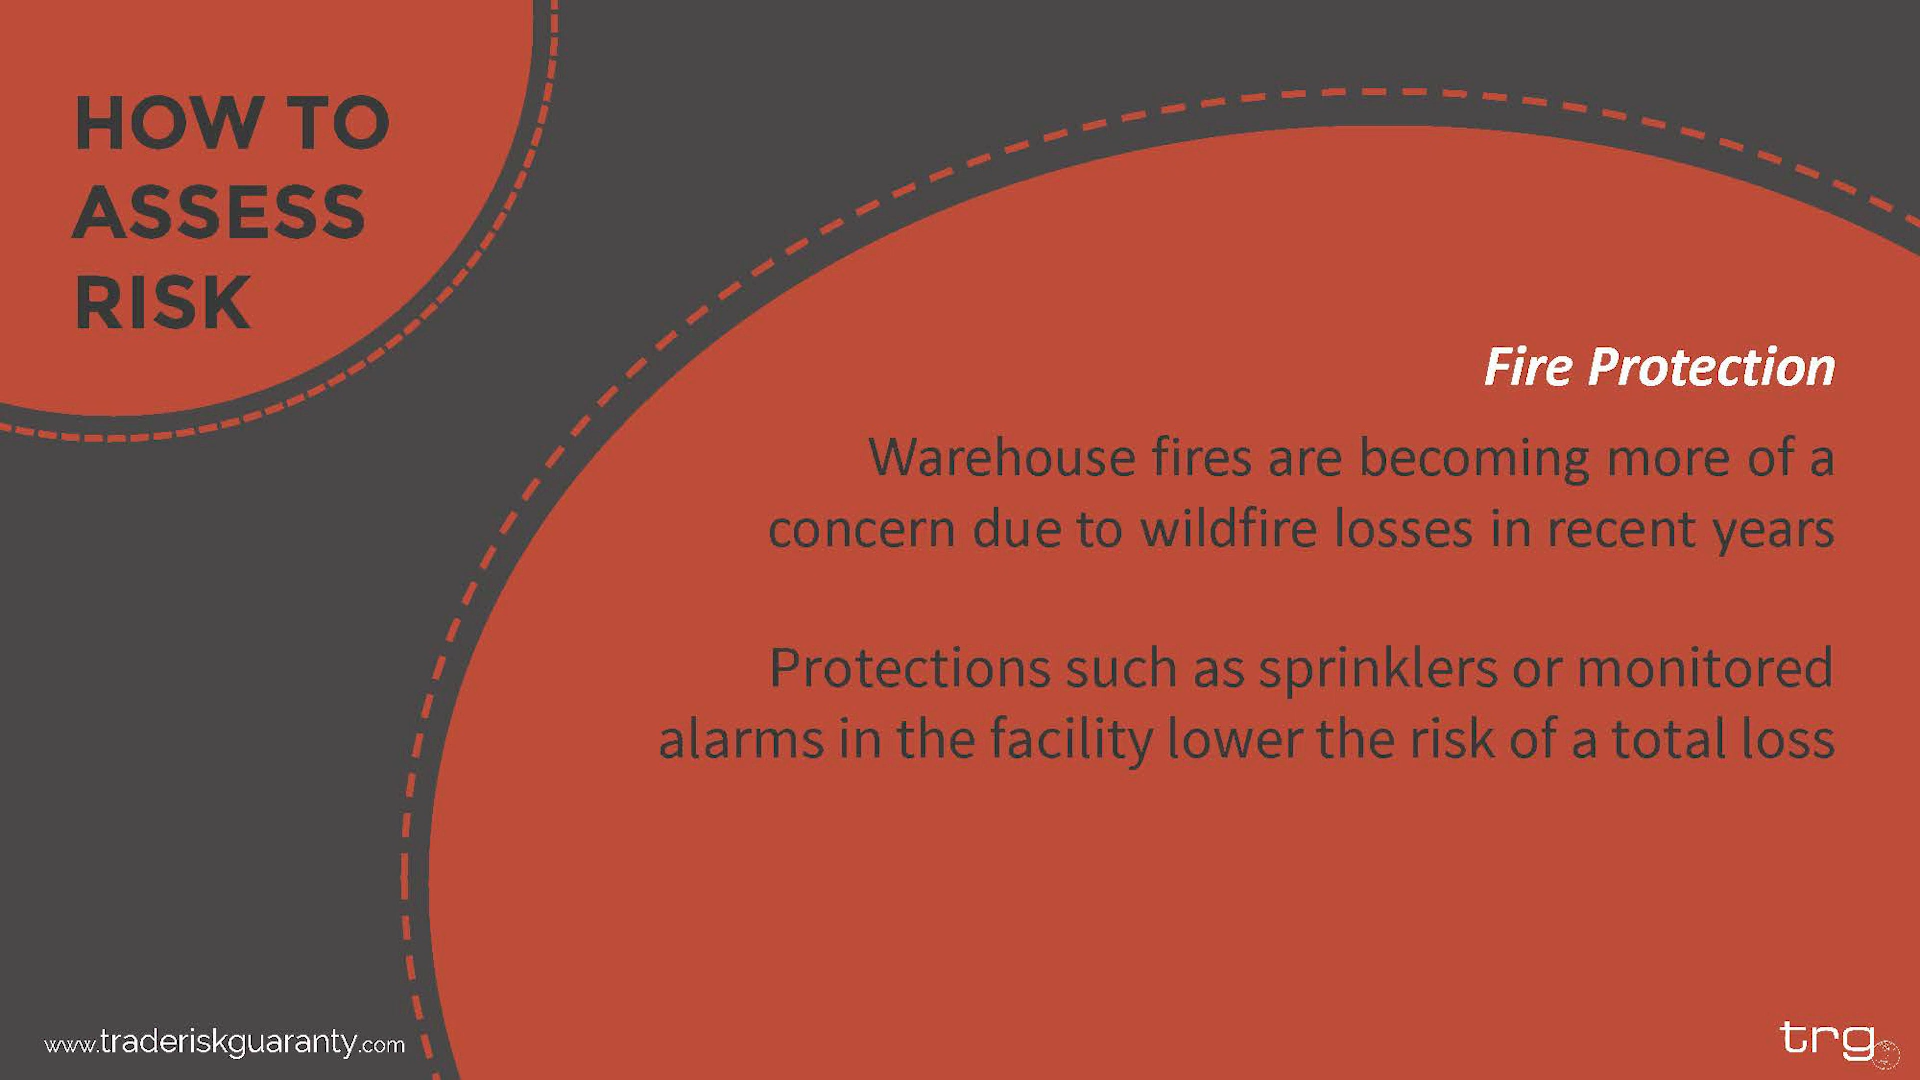 HOW TO
ASSESS
RISK
Fire Protection
Warehouse fires are becoming more of a
concern due to wildfire losses in recent years
Protections such as sprinklers or monitored
alarms in the facility lower the risk of a total loss
www.traderiskguaranty.com
trg